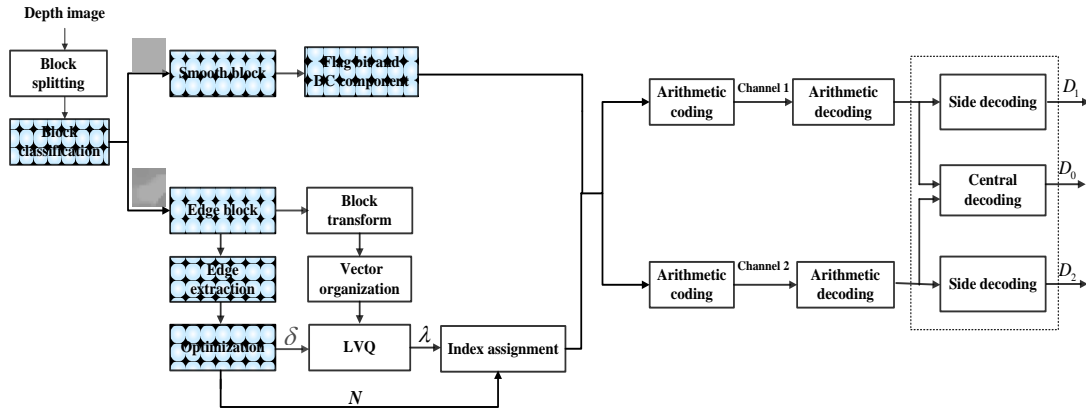 Depth image
Block
splitting
Block
classification
Smooth block
Flag bit and
DC component
Edge block
Block
transform
Edge
extraction
Vector
organization
Optimization
δ
LVQ
λ
Index assignment
N
Arithmetic
coding
Channel 1
Arithmetic
decoding
Side decoding
D1
Central
decoding
D0
Arithmetic
coding
Channel 2
Arithmetic
decoding
Side decoding
D2